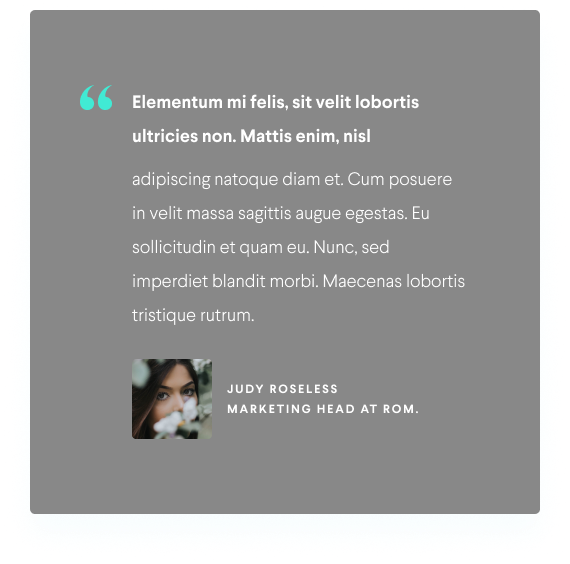 “
Elementum mi felis, sit velit lobortis
ultricies non. Mattis enim, nisl
adipiscing natoque diam et. Cum posuere
in velit massa sagittis augue egestas. Eu
sollicitudin et quam eu. Nunc, sed
imperdiet blandit morbi. Maecenas lobortis
tristique rutrum.
JUDY ROSELESS
MARKETING HEAD AT ROM.